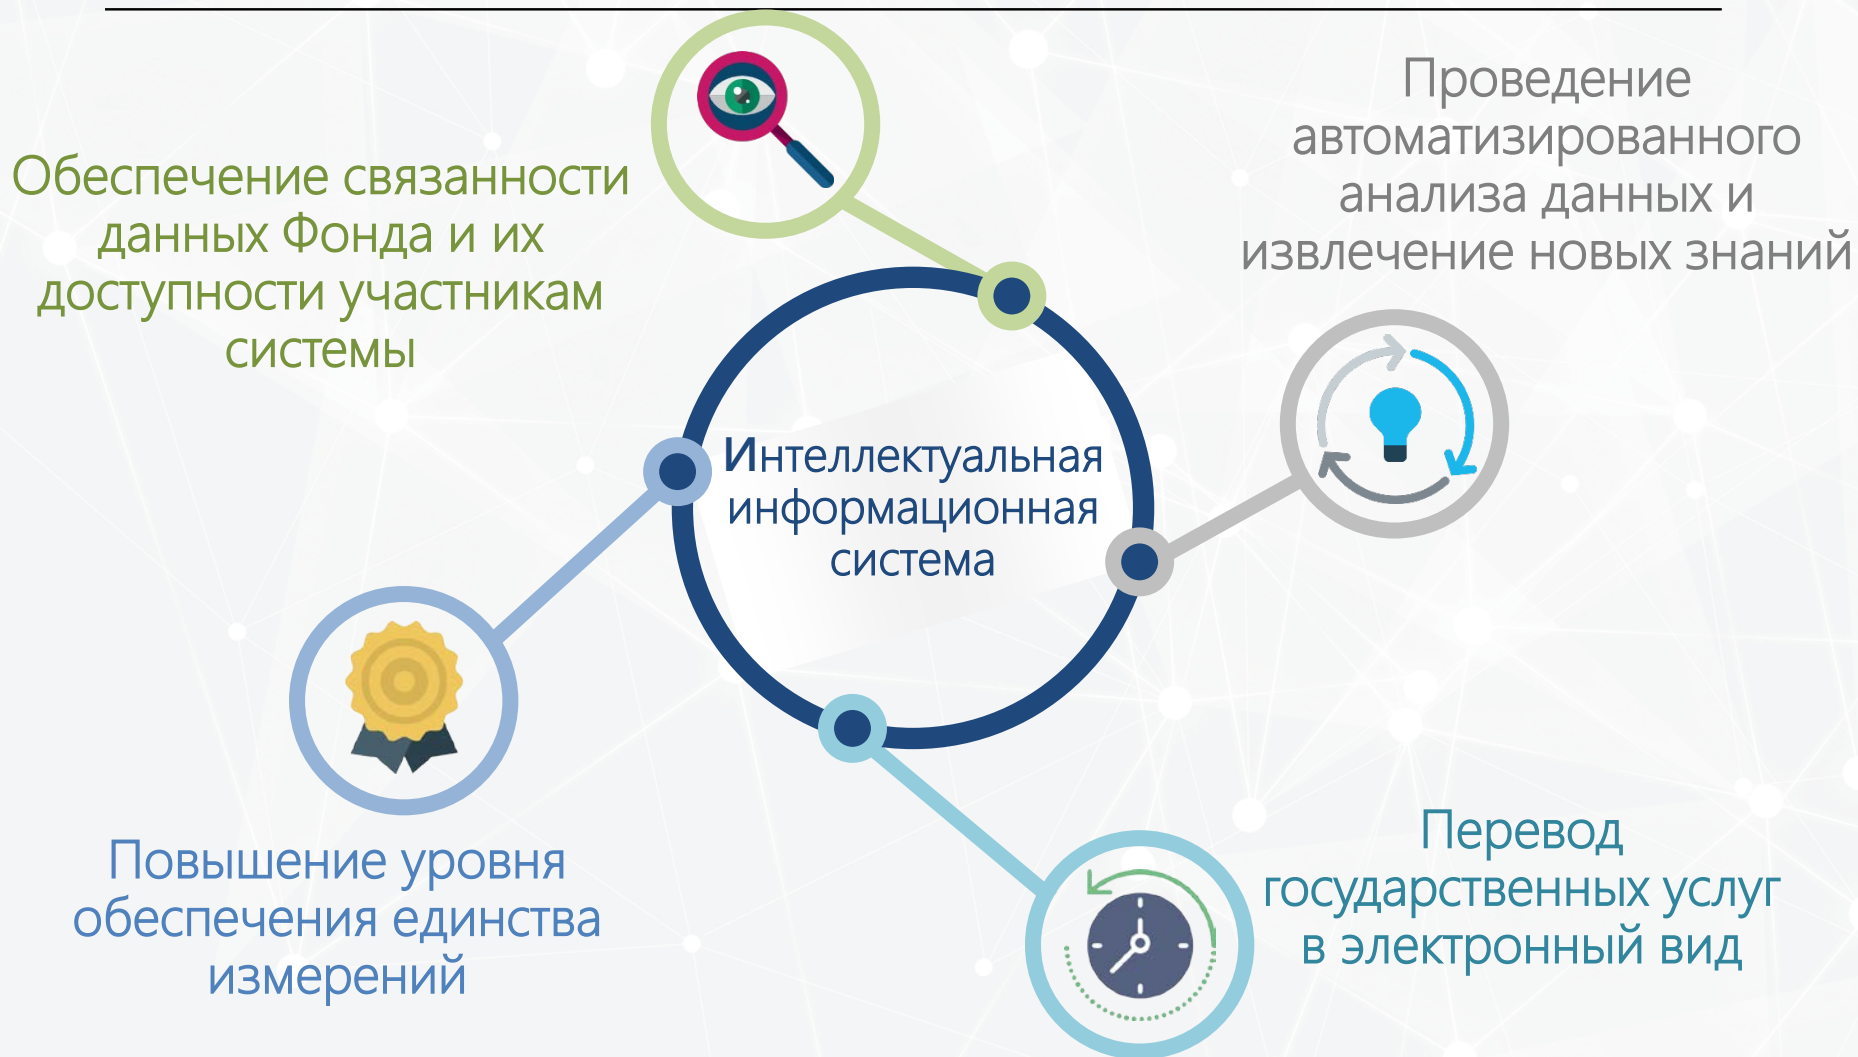 Обеспечение связанности
данных Фонда и их
доступности участникам
системы
Проведение
автоматизированного
анализа данных и
извлечение новых знаний
Интеллектуальная
информационная
система
Повышение уровня
обеспечения единства
измерений
Перевод
государственных услуг
в электронный вид